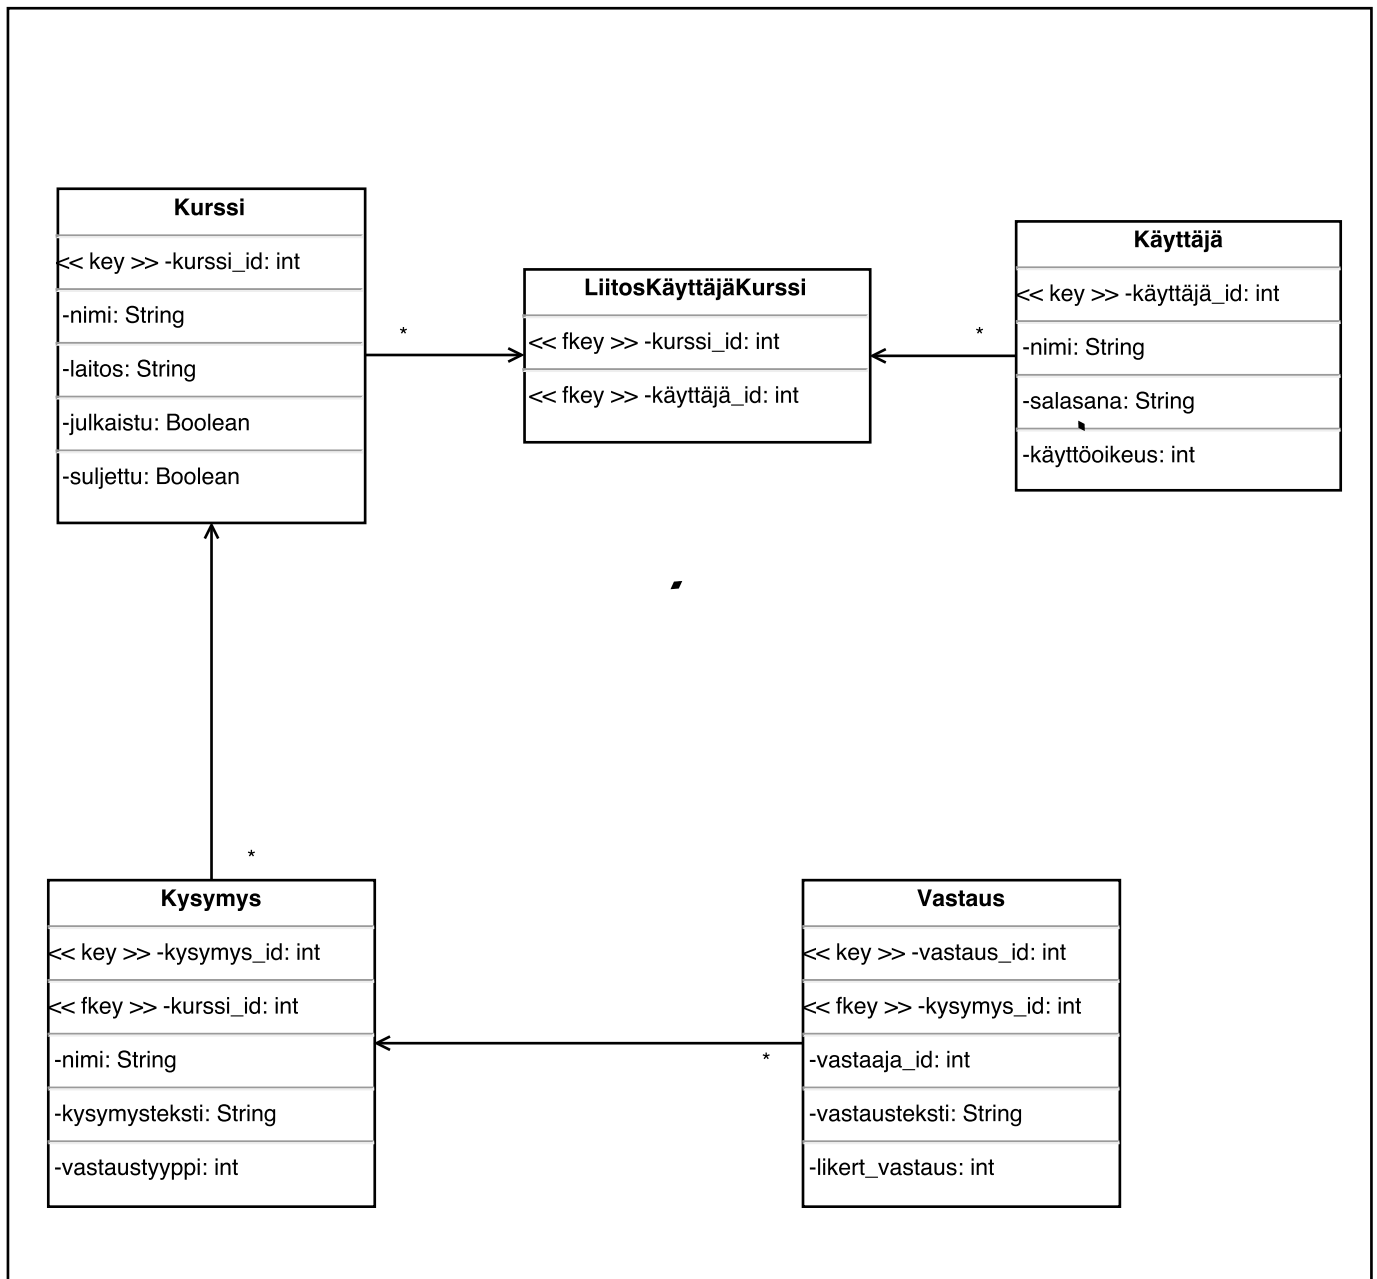 Kurssi
<< key >> -kurssi_id: int
-nimi: String
-laitos: String
-julkaistu: Boolean
-suljettu: Boolean
*
LiitosKäyttäjäKurssi
<< fkey >> -kurssi_id: int
<< fkey >> -käyttäjä_id: int
*
Käyttäjä
<< key >> -käyttäjä_id: int
-nimi: String
-salasana: String
-käyttöoikeus: int
*
Kysymys
<< key >> -kysymys_id: int
<< fkey >> -kurssi_id: int
-nimi: String
-kysymysteksti: String
-vastaustyyppi: int
*
Vastaus
<< key >> -vastaus_id: int
<< fkey >> -kysymys_id: int
-vastaaja_id: int
-vastausteksti: String
-likert_vastaus: int